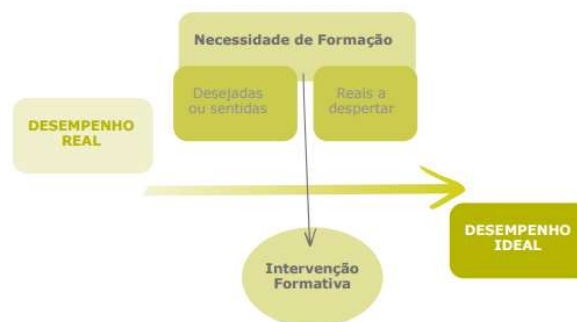 Necessidade de Formação
Desejadas
ou sentidas
Reais a
despertar
DESEMPENHO
REAL
DESEMPENHO
IDEAL
Intervenção
Formativa